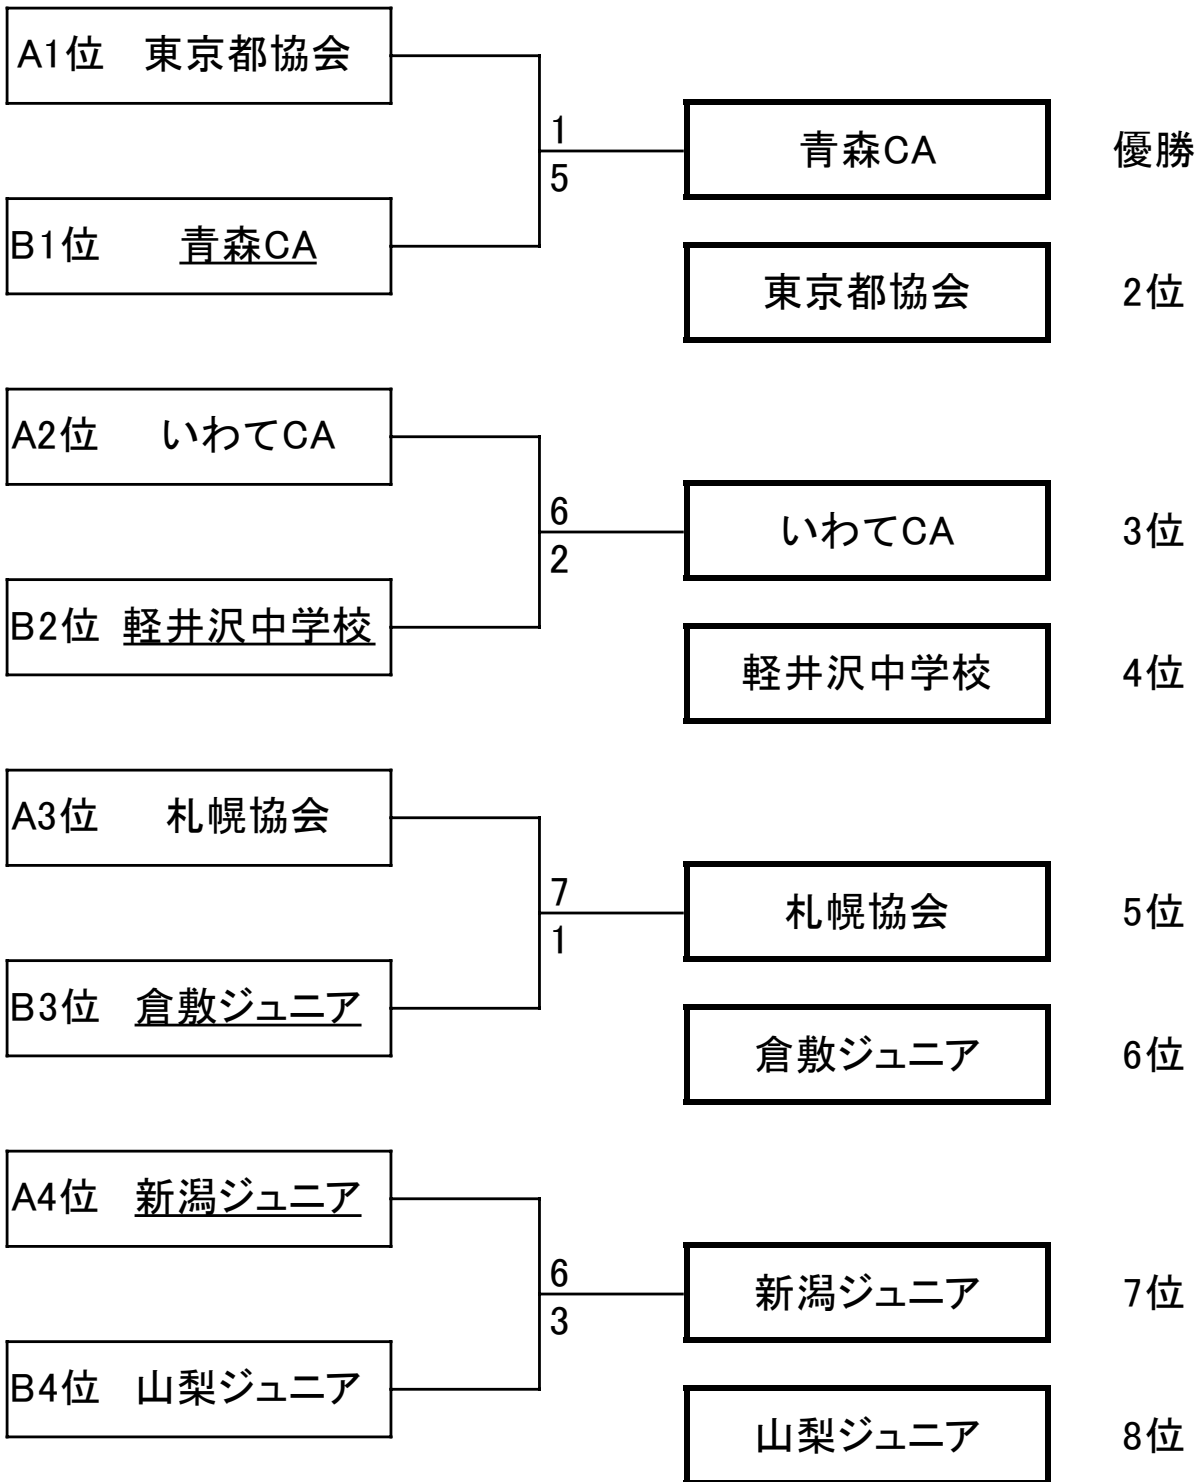 A1位 東京都協会
1
青森CA 優勝
5
B1位 青森CA
東京都協会 2位
A2位 いわてCA
6
いわてCA 3位
2
B2位 軽井沢中学校
軽井沢中学校 4位
A3位 札幌協会
7
札幌協会 5位
1
B3位 倉敷ジュニア
倉敷ジュニア 6位
A4位 新潟ジュニア
6
新潟ジュニア 7位
3
B4位 山梨ジュニア
山梨ジュニア 8位